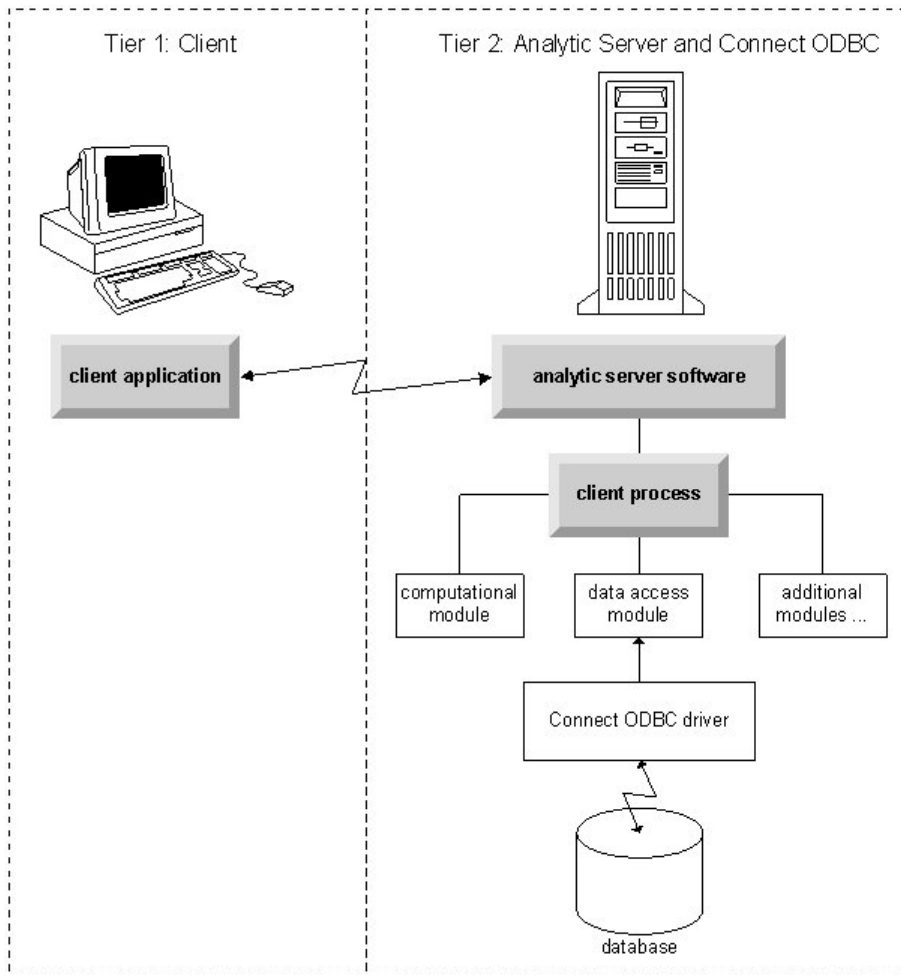 Tier 1: Client
Tier 2: Analytic Server and Connect ODBC
client application
analytic server software
client process
computational
module
data access
module
additional
modules ...
Connect ODBC driver
database